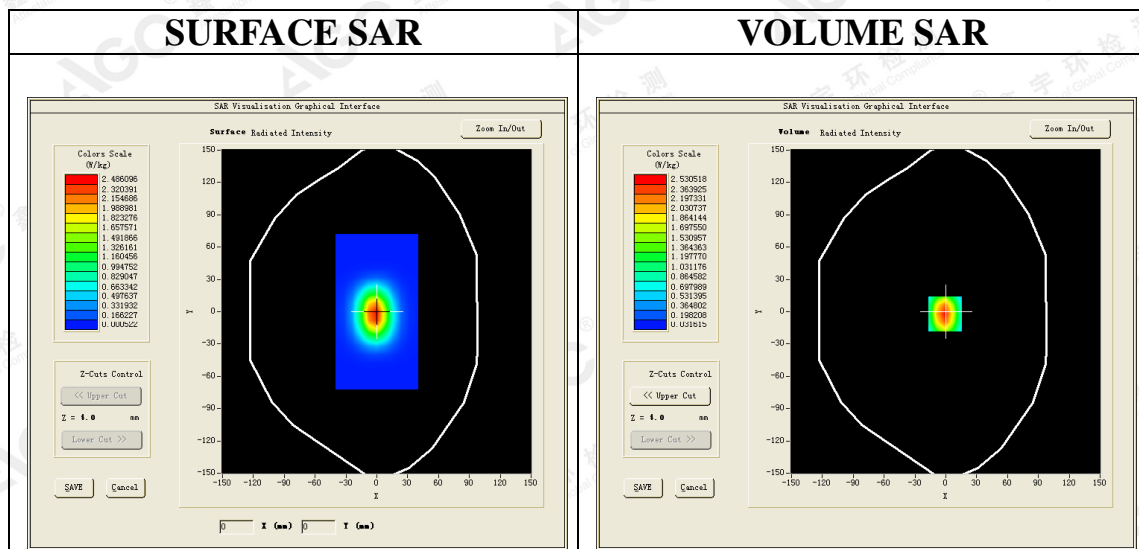 SURFACE SAR
VOLUME SAR
SAR Visualisation Graphical Interface
Surface Radiated Intensity
Zoom In/Out
Colors Scale
(W/kg)
2.486096
2.320391
2.154686
1.988981
1.823276
1.657571
1.491866
1.326161
1.160456
0.994752
0.829047
0.663342
0.497637
0.331932
0.166227
0.000522
150
120
90
60
30
0
-30
-60
-90
-120
-150
Y
-150 -120 -90 -60 -30 0 30 60 90 120 150
X
Z-Cuts Control
<< Upper Cut
Z = 4.0 mm
Lower Cut >>
SAVE
Cancel
0 X (mm) 0 Y (mm)
SAR Visualisation Graphical Interface
Volume Radiated Intensity
Zoom In/Out
Colors Scale
(W/kg)
2.530518
2.363925
2.197331
2.030737
1.864144
1.697550
1.530957
1.364363
1.197770
1.031176
0.864582
0.697989
0.531395
0.364802
0.198208
0.031615
150
120
90
60
30
0
-30
-60
-90
-120
-150
Y
-150 -120 -90 -60 -30 0 30 60 90 120 150
X
Z-Cuts Control
<< Upper Cut
Z = 4.0 mm
Lower Cut >>
SAVE
Cancel